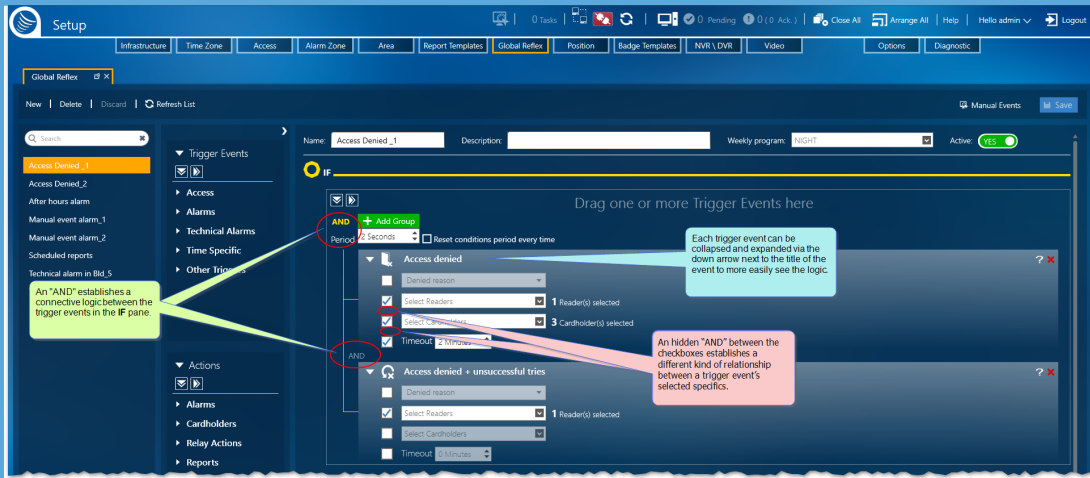 Setup
0 Tasks
0 Pending
0 ( 0 Ack. )
Close All
Arrange All
Help
Hello admin
Logout
Infrastructure
Time Zone
Access
Alarm Zone
Area
Report Templates
Global Reflex
Position
Badge Templates
NVR \ DVR
Video
Options
Diagnostic
Global Reflex
New
Delete
Discard
Refresh List
Manual Events
Save
Search
Access Denied _1
Access Denied_2
After hours alarm
Manual event alarm_1
Manual event alarm_2
Scheduled reports
Technical alarm in Bld_5
Trigger Events
Access
Alarms
Technical Alarms
Time Specific
Other Triggers
Actions
Alarms
Cardholders
Relay Actions
Reports
Name: Access Denied _1
Description:
Weekly program: NIGHT
Active: YES
IF
Drag one or more Trigger Events here
AND
+ Add Group
Period 2 Seconds
Reset conditions period every time
Access denied
?
Denied reason
Select Readers
1 Reader(s) selected
Select Cardholders
3 Cardholder(s) selected
Timeout 2 Minutes
AND
Access denied + unsuccessful tries
?
Denied reason
Select Readers
1 Reader(s) selected
Select Cardholders
Timeout 0 Minutes
An "AND" establishes a
connective logic between the
trigger events in the IF pane.
Each trigger event can be
collapsed and expanded via the
down arrow next to the title of the
event to more easily see the logic.
An hidden "AND" between the
checkboxes establishes a
different kind of relationship
between a trigger event's
selected specifics.